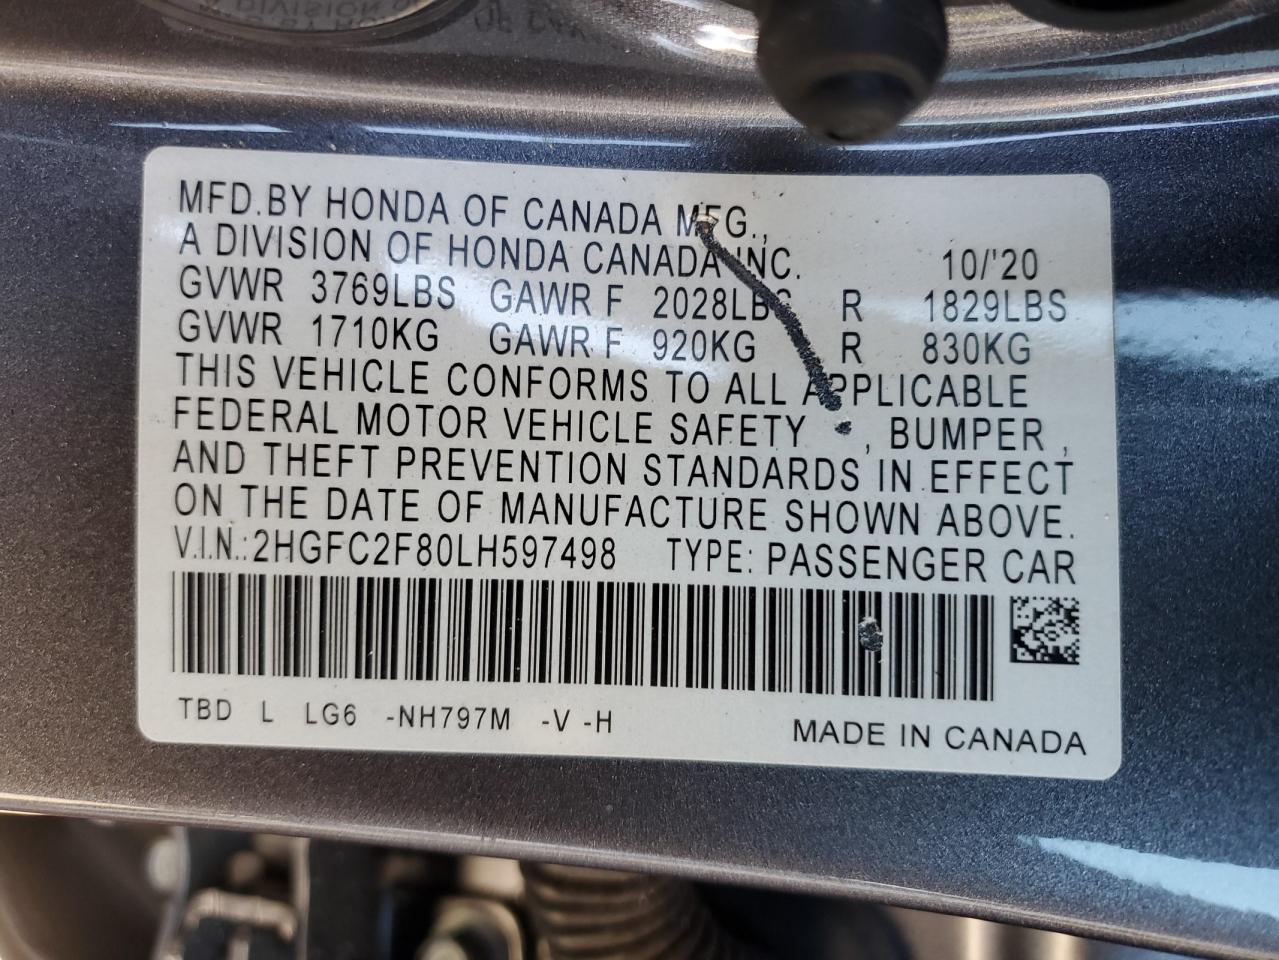 MFD.BY HONDA OF CANADA MFG.,
A DIVISION OF HONDA CANADA INC. 10/'20
GVWR 3769LBS GAWR F 2028LBS R 1829LBS
GVWR 1710KG GAWR F 920KG R 830KG
THIS VEHICLE CONFORMS TO ALL APPLICABLE
FEDERAL MOTOR VEHICLE SAFETY , BUMPER ,
AND THEFT PREVENTION STANDARDS IN EFFECT
ON THE DATE OF MANUFACTURE SHOWN ABOVE.
V.I.N.:2HGFC2F80LH597498 TYPE: PASSENGER CAR
TBD L LG6 -NH797M -V -H MADE IN CANADA